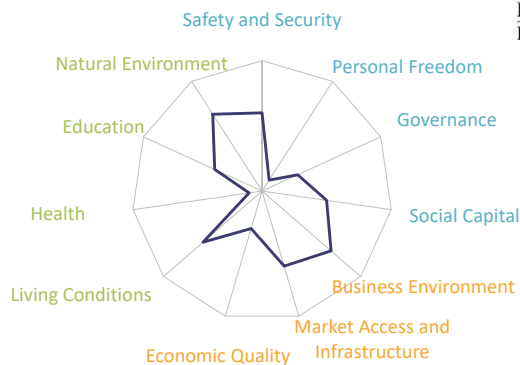 Safety and Security
Natural Environment
Personal Freedom
Education
Governance
Health
Social Capital
Living Conditions
Business Environment
Market Access and
Infrastructure
Economic Quality